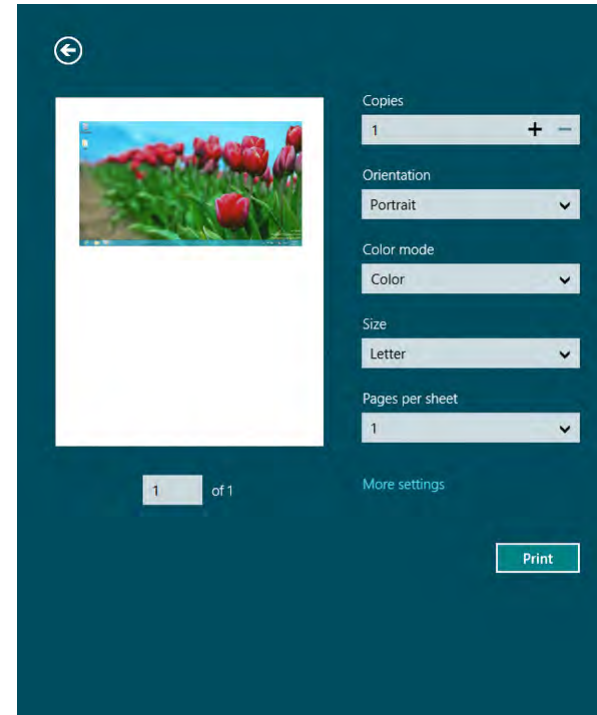 Copies
1
Orientation
Portrait
Color mode
Color
Size
Letter
Pages per sheet
1
1 of 1
More settings
Print